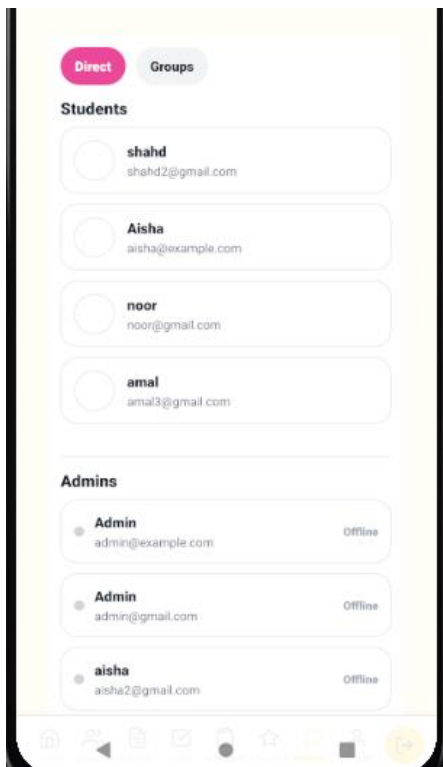 Direct Groups
Students
shahd
shahd2@gmail.com
Aisha
aisha@example.com
noor
noor@gmail.com
amal
amal3@gmail.com
Admins
Admin
admin@example.com
Offline
Admin
admin@gmail.com
Offline
aisha
aisha2@gmail.com
Offline